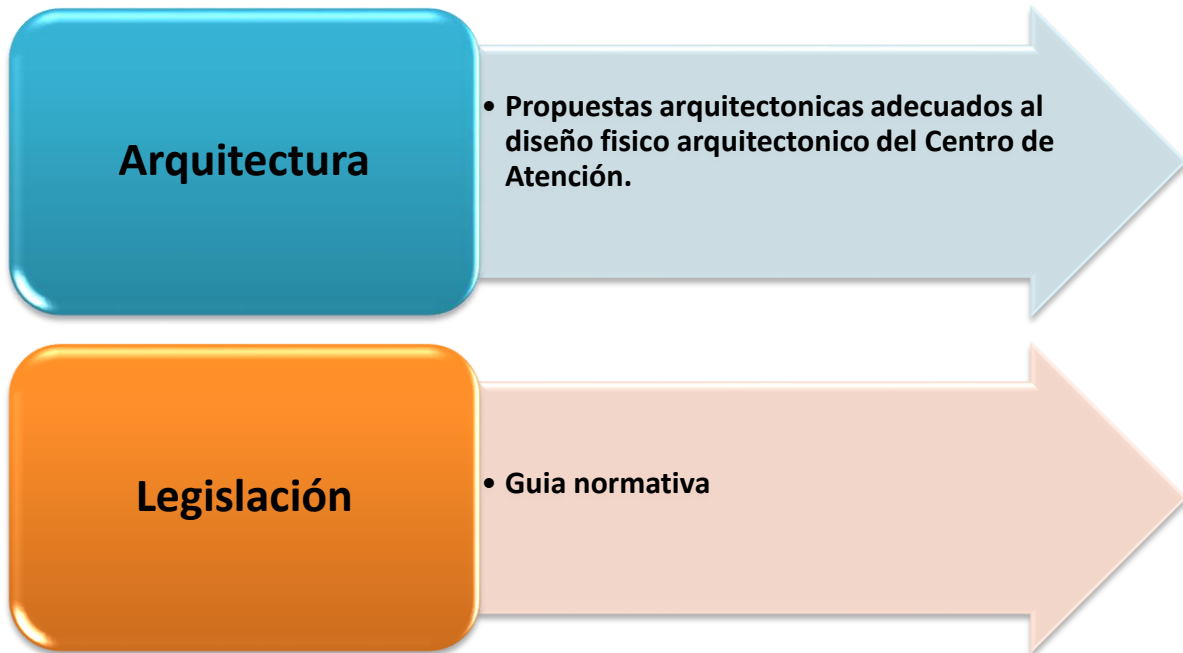 Arquitectura
• Propuestas arquitectonicas adecuados al
diseño fisico arquitectonico del Centro de
Atención.
Legislación
• Guia normativa